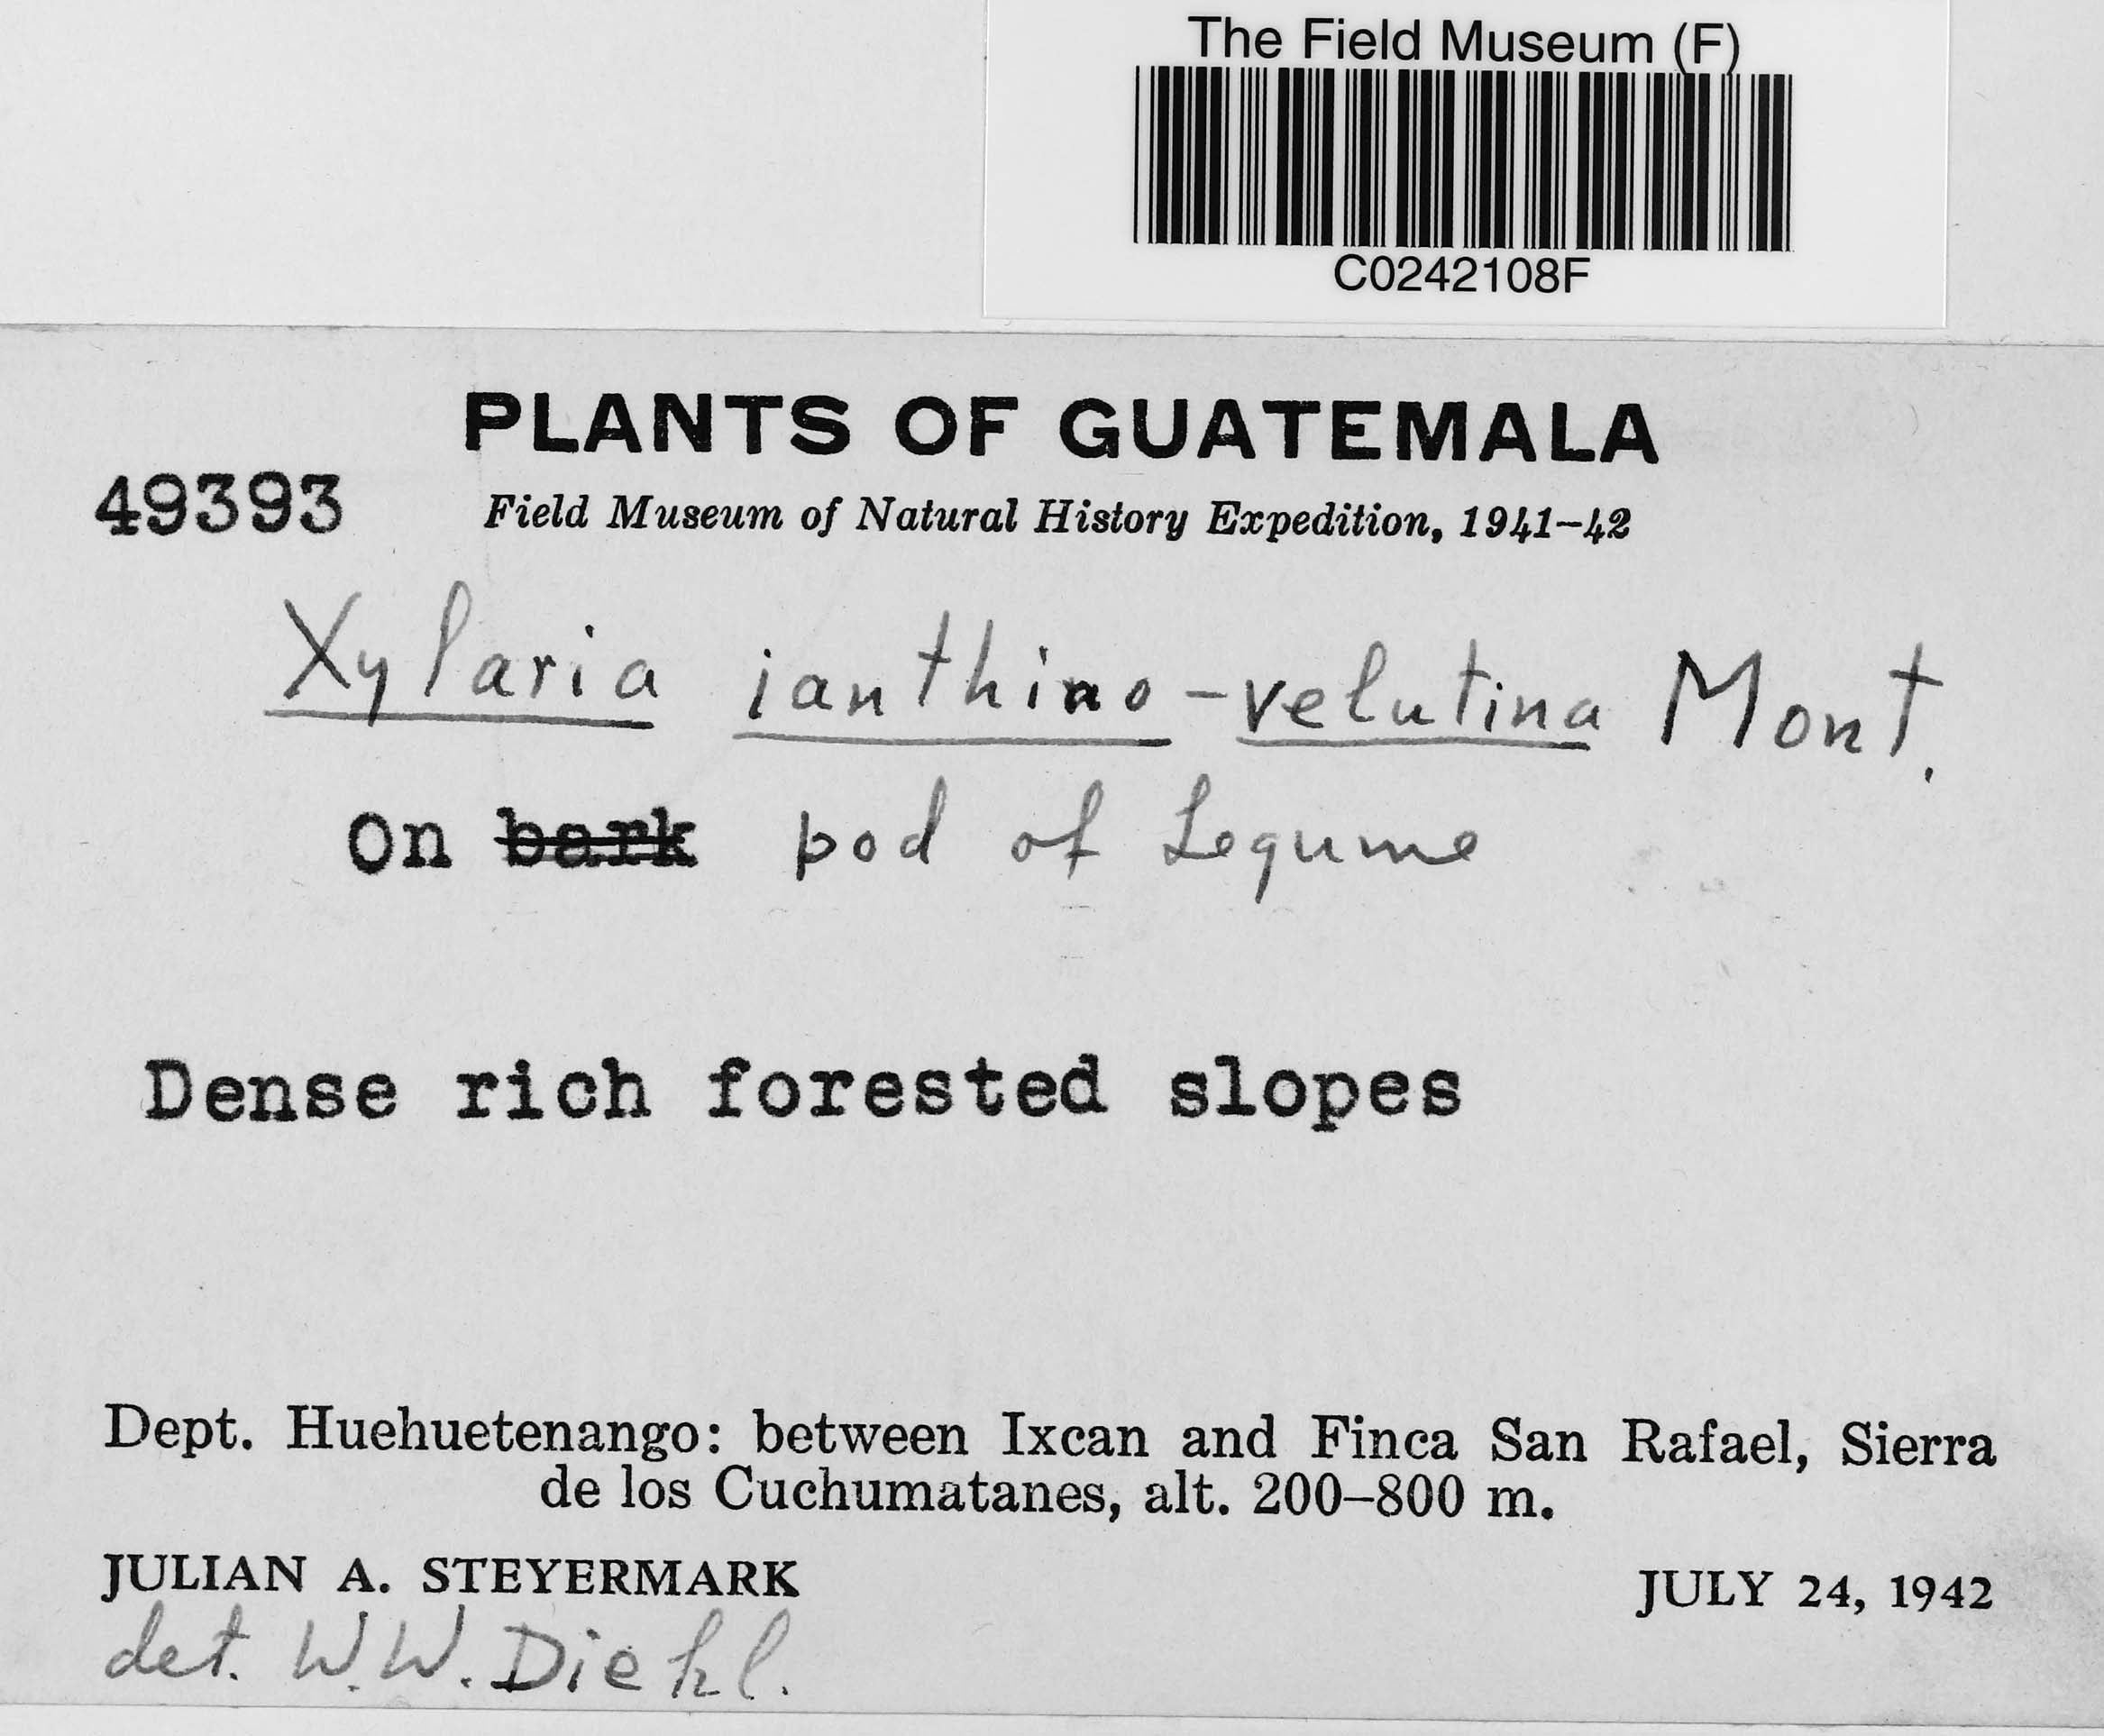 The Field Museum (F)
C0242108F
PLANTS OF GUATEMALA
49393
Field Museum of Natural History Expedition, 1941-42
Xylaria ianthino-velutina Mont.
On bark pod of Legume
Dense rich forested slopes
Dept. Huehuetenango: between Ixcan and Finca San Rafael, Sierra
de los Cuchumatanes, alt. 200–800 m.
JULIAN A. STEYERMARK JULY 24, 1942
det. W.W. Diehl.